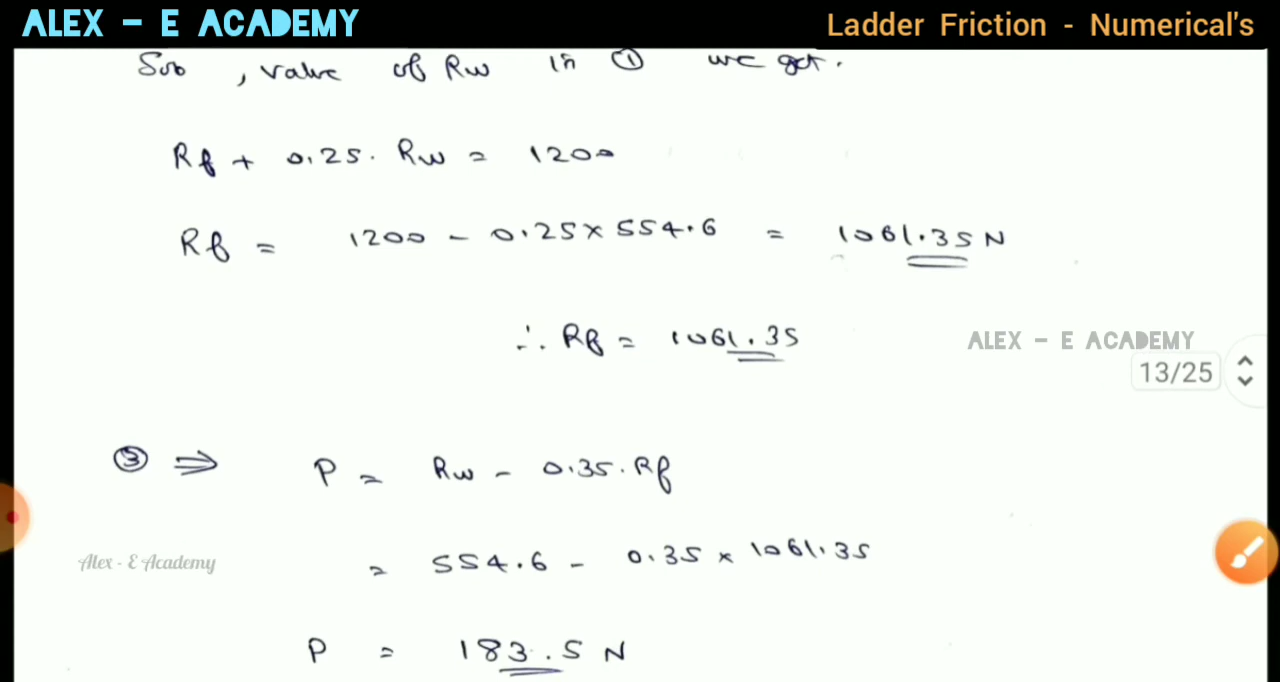 ALEX - E ACADEMY
Ladder Friction - Numerical's
Sub, value of Rw in ① we get.
Rf + 0.25. Rw = 1200
Rf = 1200 - 0.25 x 554.6 = 1061.35 N
∴ Rf = 1061.35
ALEX - E ACADEMY
13/25
③ ⇒ P = Rw - 0.35. Rf
Alex - E Academy
= 554.6 - 0.35 x 1061.35
P = 183.5 N